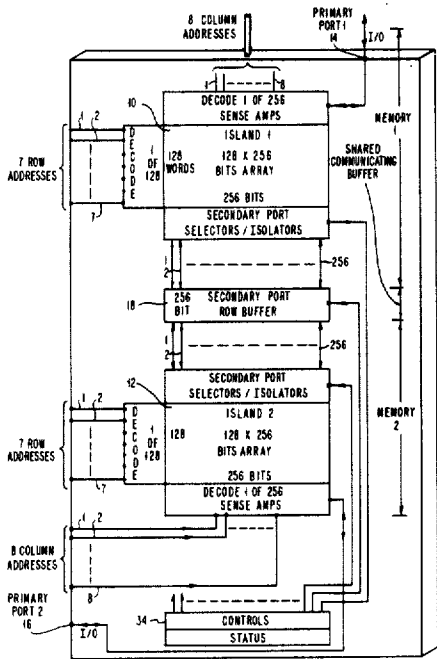 8 COLUMN
ADDRESSES
PRIMARY
PORT 1
14
I/O
1
8
DECODE 1 OF 256
SENSE AMPS
10
ISLAND 1
128 X 256
BITS ARRAY
256 BITS
128
WORDS
DECODE
1 OF 128
7 ROW
ADDRESSES
1
2
7
SECONDARY PORT
SELECTORS / ISOLATORS
1
2
256
MEMORY
1
SHARED
COMMUNICATING
BUFFER
18
256
BIT
SECONDARY PORT
ROW BUFFER
1
2
256
MEMORY
2
SECONDARY PORT
SELECTORS / ISOLATORS
12
ISLAND 2
128 X 256
BITS ARRAY
256 BITS
128
DECODE
1 OF 128
7 ROW
ADDRESSES
1
2
7
DECODE 1 OF 256
SENSE AMPS
8 COLUMN
ADDRESSES
1
2
8
PRIMARY
PORT 2
16
I/O
34
CONTROLS
STATUS